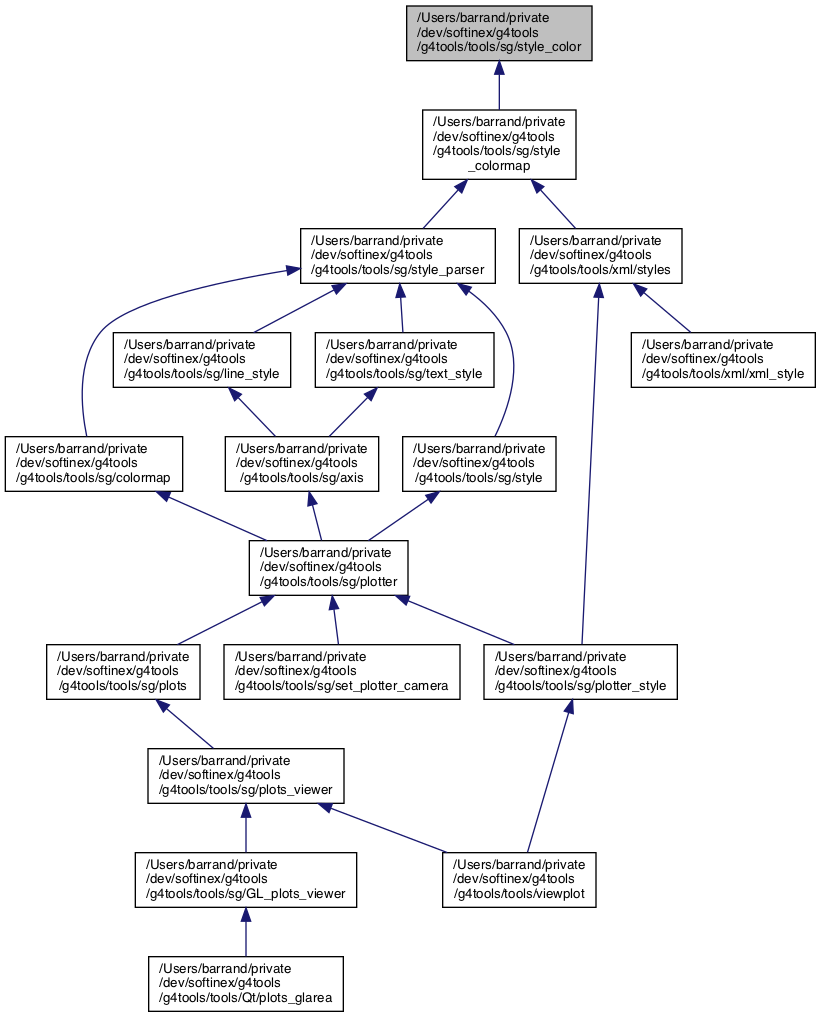 /Users/barrand/private
/dev/softinex/g4tools
/g4tools/tools/sg/style_color
/Users/barrand/private
/dev/softinex/g4tools
/g4tools/tools/sg/style
_colormap
/Users/barrand/private
/dev/softinex/g4tools
/g4tools/tools/sg/style_parser
/Users/barrand/private
/dev/softinex/g4tools
/g4tools/tools/xml/styles
/Users/barrand/private
/dev/softinex/g4tools
/g4tools/tools/sg/line_style
/Users/barrand/private
/dev/softinex/g4tools
/g4tools/tools/sg/text_style
/Users/barrand/private
/dev/softinex/g4tools
/g4tools/tools/xml/xml_style
/Users/barrand/private
/dev/softinex/g4tools
/g4tools/tools/sg/colormap
/Users/barrand/private
/dev/softinex/g4tools
/g4tools/tools/sg/axis
/Users/barrand/private
/dev/softinex/g4tools
/g4tools/tools/sg/style
/Users/barrand/private
/dev/softinex/g4tools
/g4tools/tools/sg/plotter
/Users/barrand/private
/dev/softinex/g4tools
/g4tools/tools/sg/plots
/Users/barrand/private
/dev/softinex/g4tools
/g4tools/tools/sg/set_plotter_camera
/Users/barrand/private
/dev/softinex/g4tools
/g4tools/tools/sg/plotter_style
/Users/barrand/private
/dev/softinex/g4tools
/g4tools/tools/sg/plots_viewer
/Users/barrand/private
/dev/softinex/g4tools
/g4tools/tools/sg/GL_plots_viewer
/Users/barrand/private
/dev/softinex/g4tools
/g4tools/tools/viewplot
/Users/barrand/private
/dev/softinex/g4tools
/g4tools/tools/Qt/plots_glarea